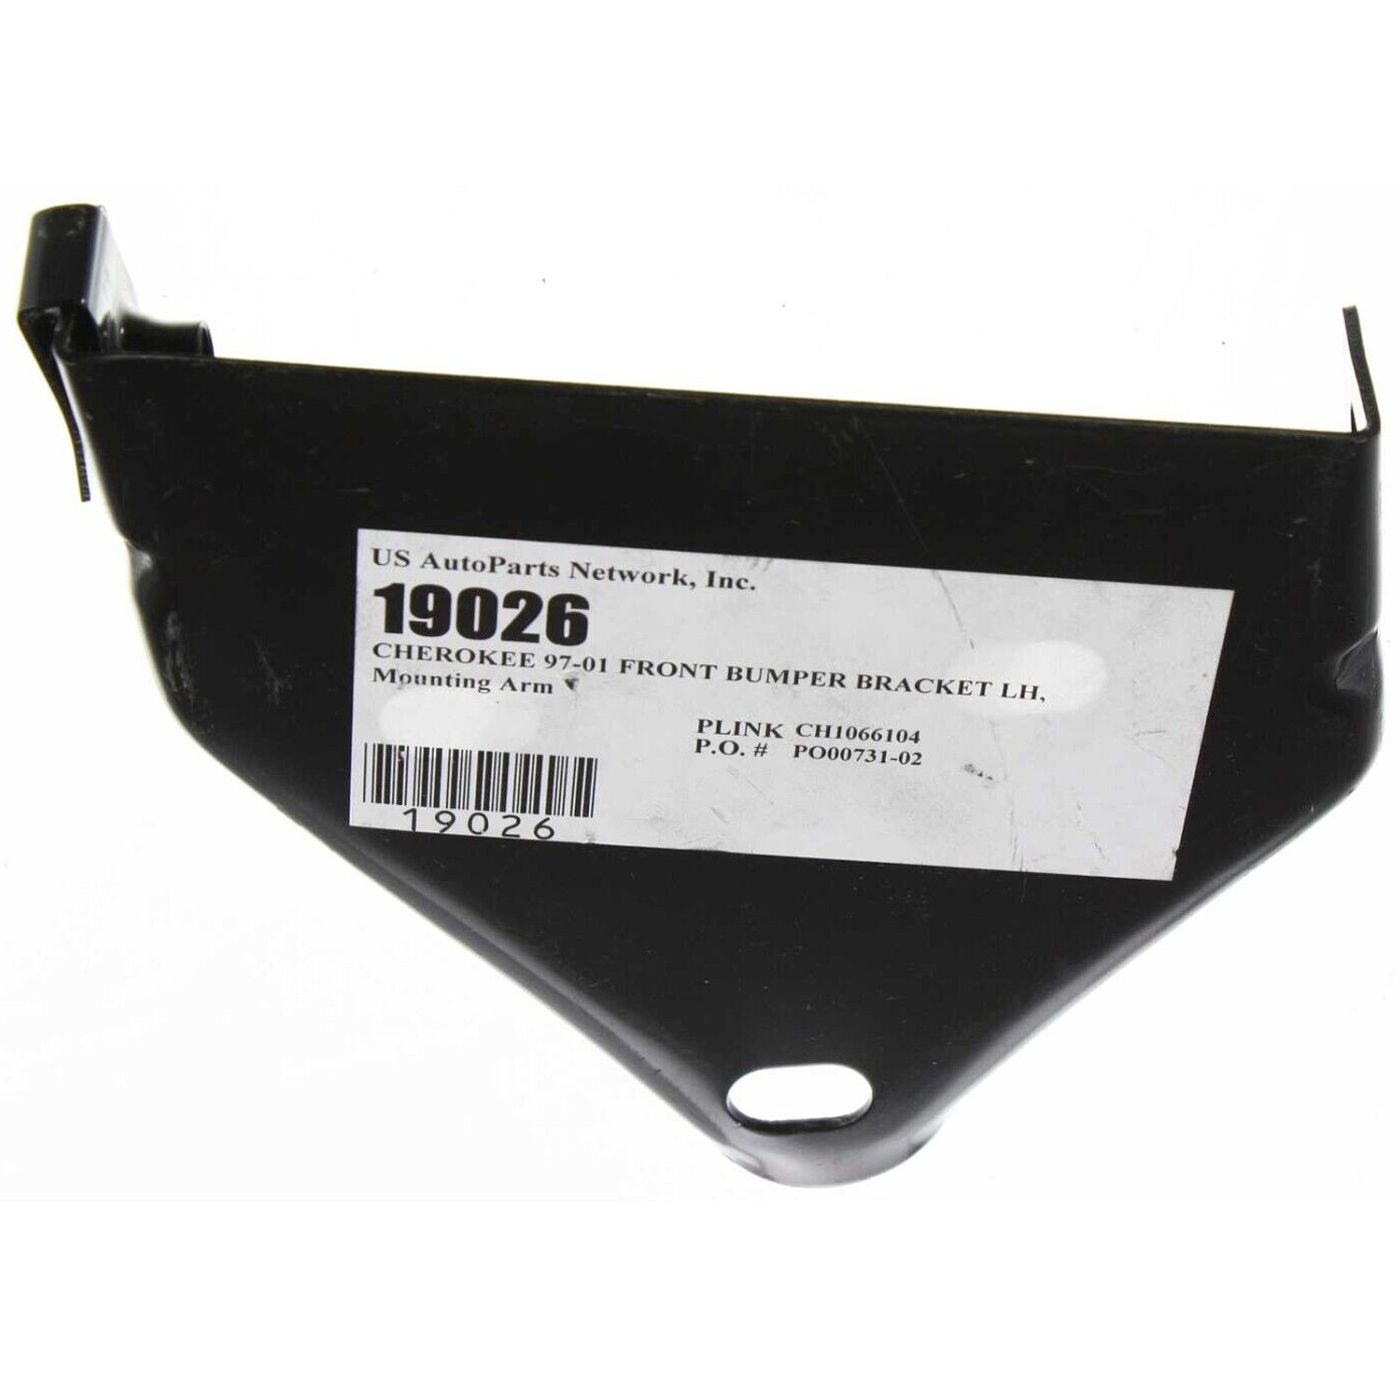 US AutoParts Network, Inc.
19026
CHEROKEE 97-01 FRONT BUMPER BRACKET LH,
Mounting Arm
PLINK CH1066104
P.O. # PO00731-02
19026